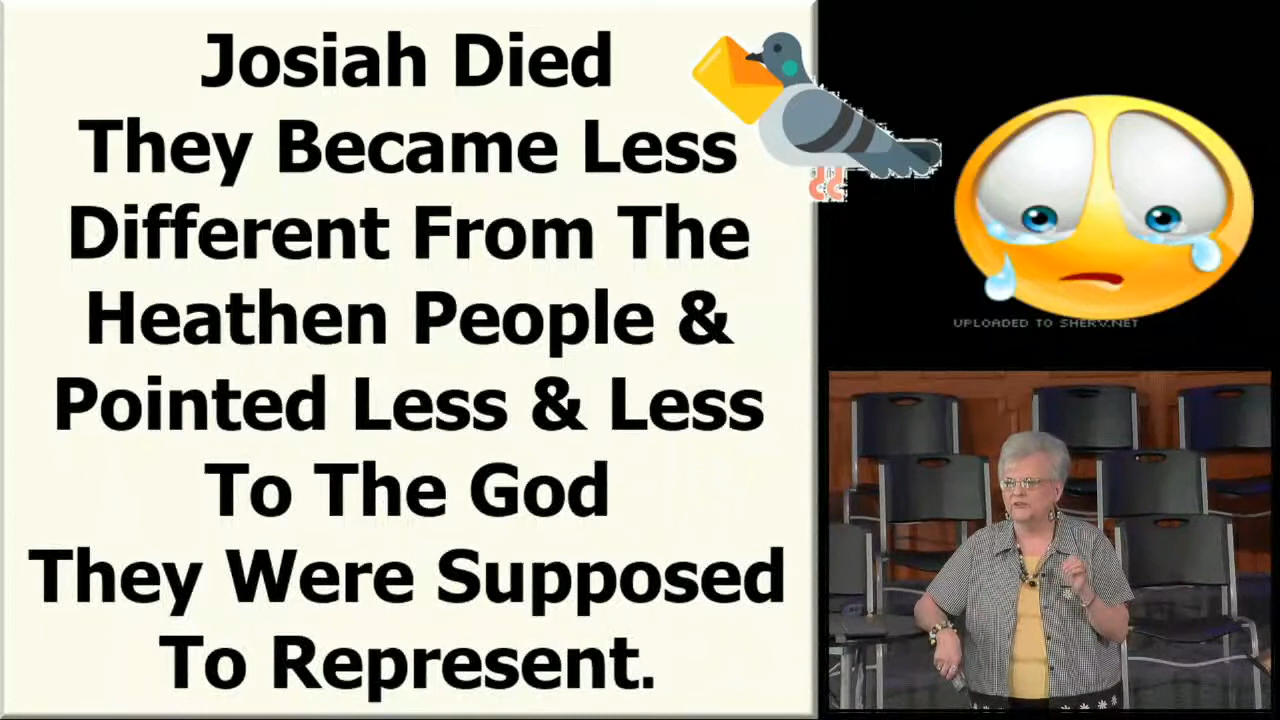 Josiah Died
They Became Less
Different From The
Heathen People &
Pointed Less & Less
To The God
They Were Supposed
To Represent.
UPLOADED TO SHERV.NET